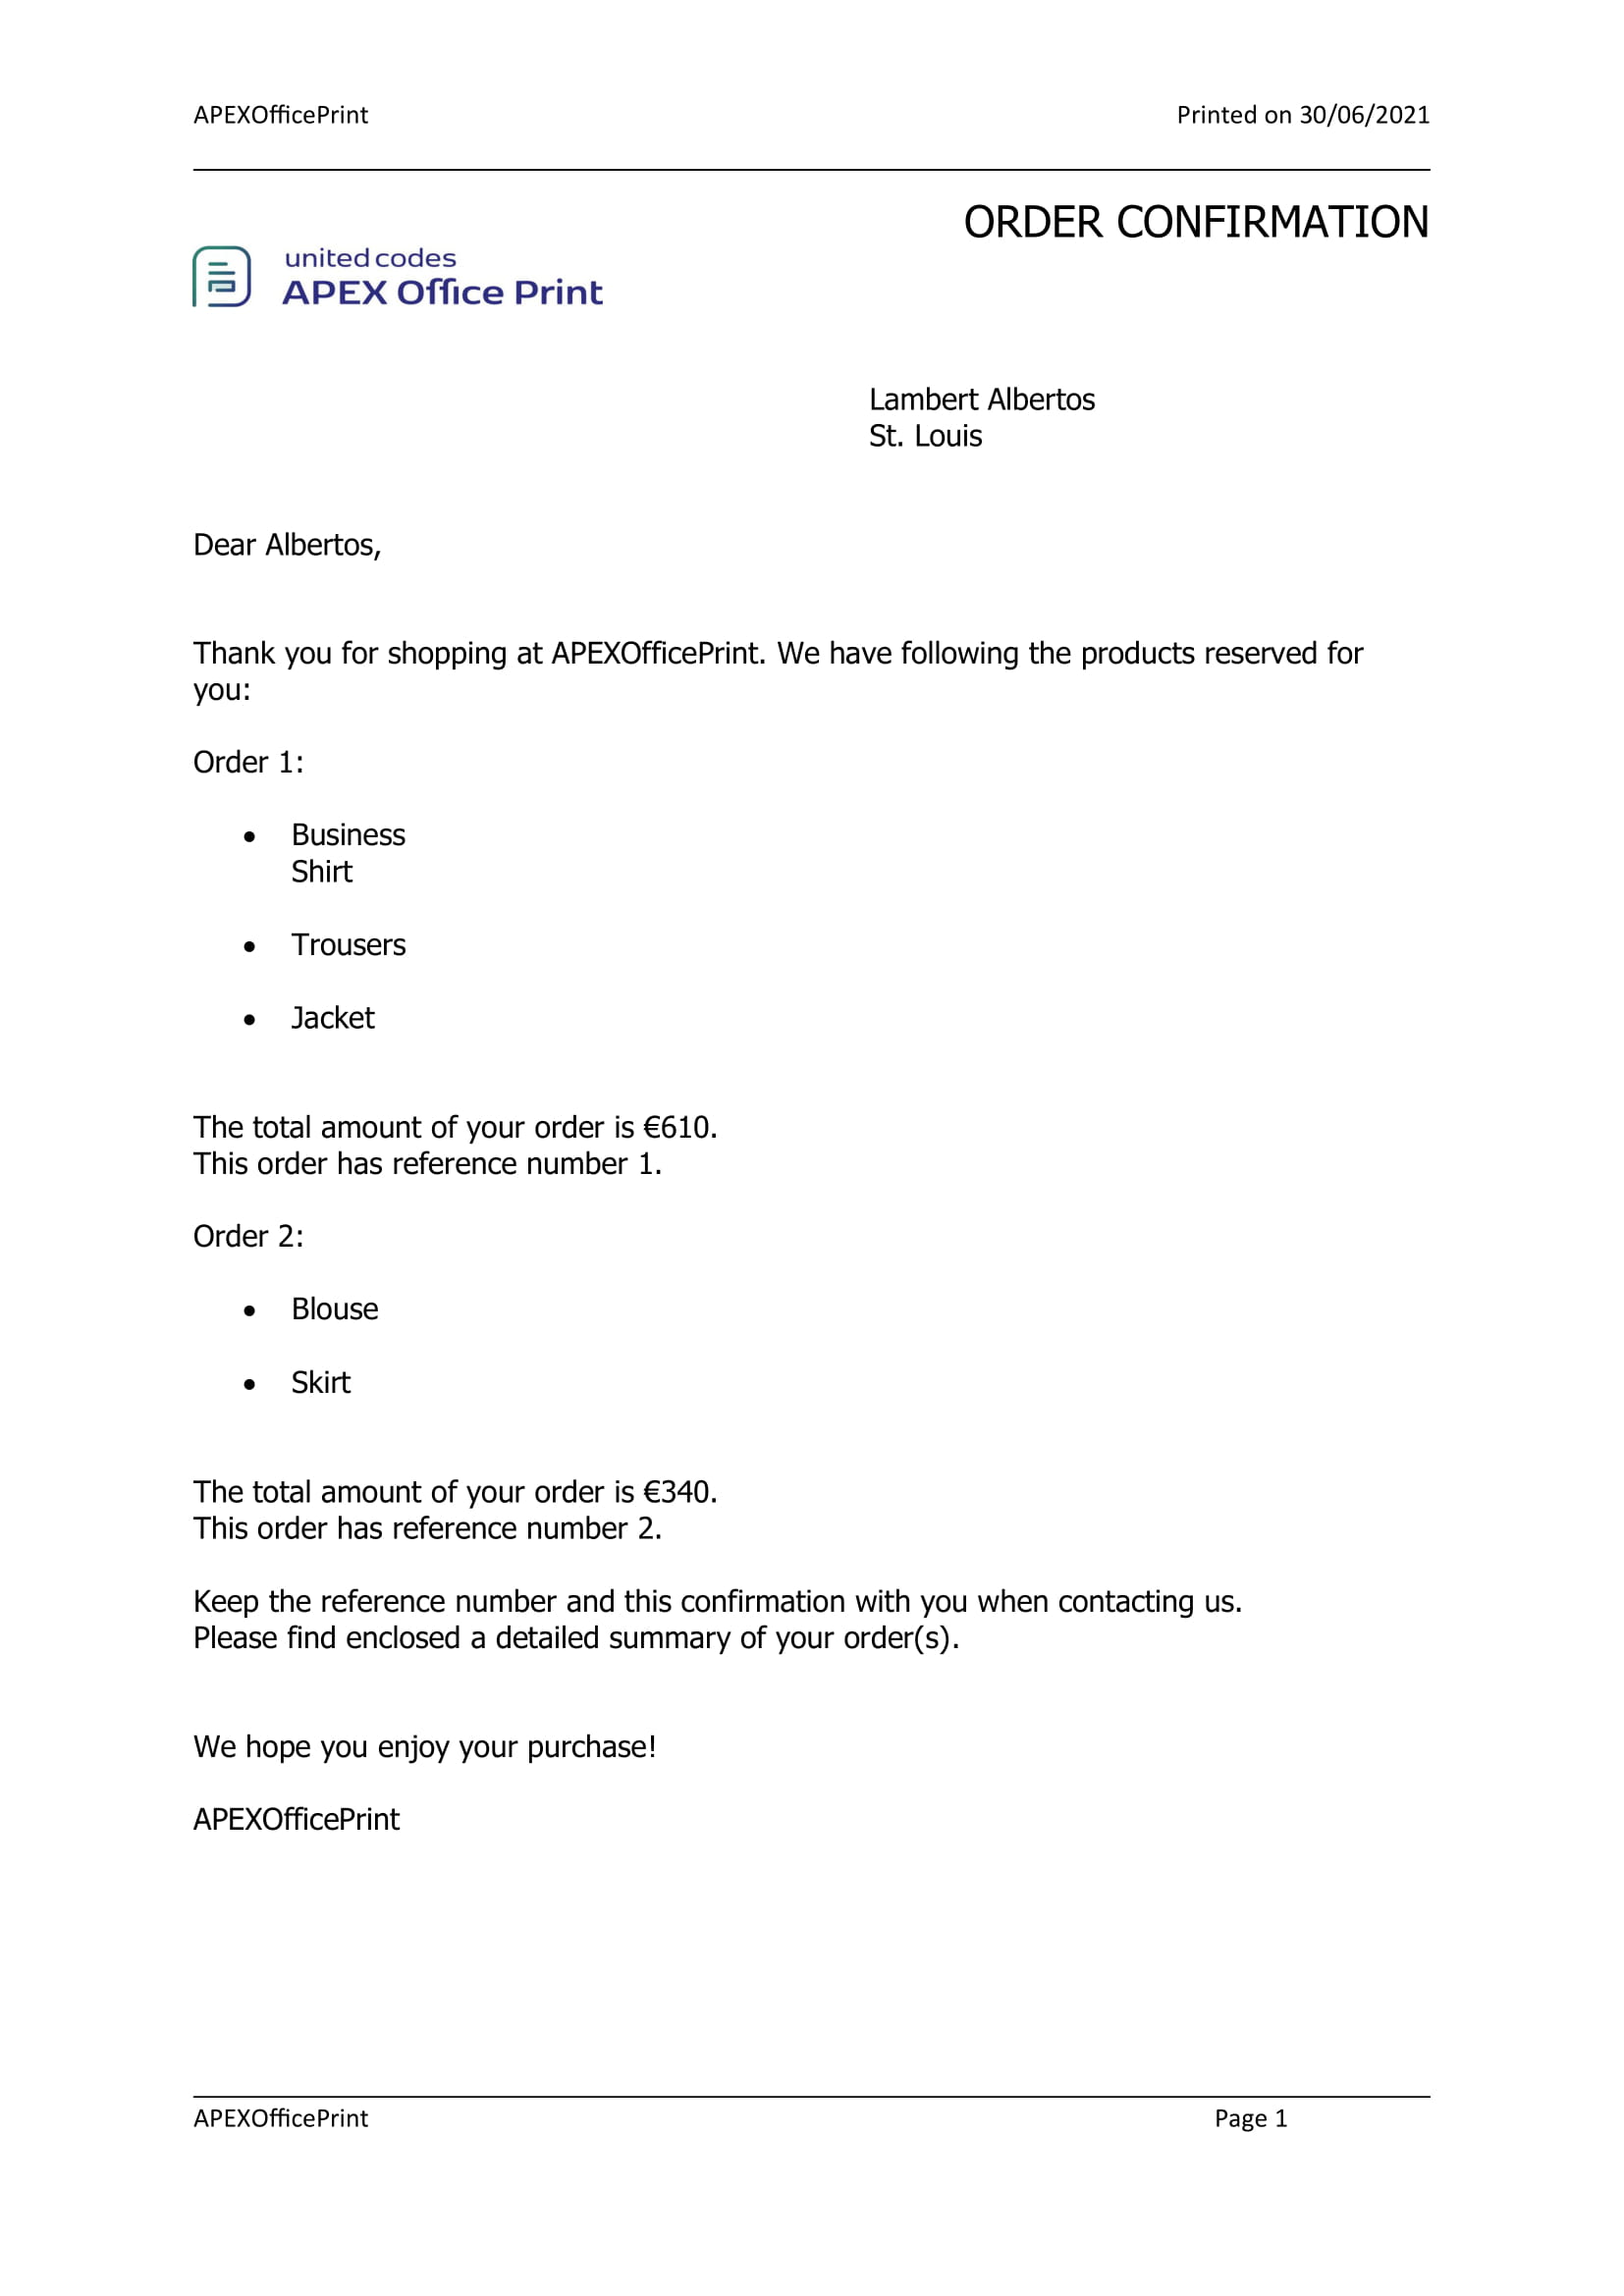 APEXOfficePrint Printed on 30/06/2021
ORDER CONFIRMATION
united codes
APEX Office Print
Lambert Albertos
St. Louis
Dear Albertos,
Thank you for shopping at APEXOfficePrint. We have following the products reserved for
you:
Order 1:
• Business
Shirt
• Trousers
• Jacket
The total amount of your order is €610.
This order has reference number 1.
Order 2:
• Blouse
• Skirt
The total amount of your order is €340.
This order has reference number 2.
Keep the reference number and this confirmation with you when contacting us.
Please find enclosed a detailed summary of your order(s).
We hope you enjoy your purchase!
APEXOfficePrint
APEXOfficePrint Page 1